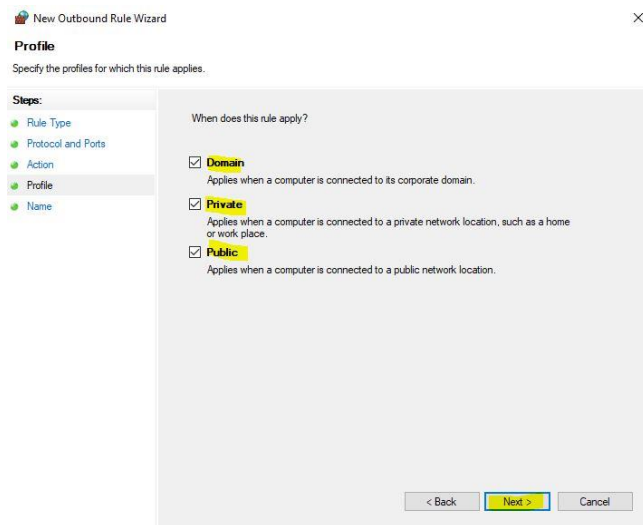 New Outbound Rule Wizard
Profile
Specify the profiles for which this rule applies.
Steps:
Rule Type
Protocol and Ports
Action
Profile
Name
When does this rule apply?
Domain
Applies when a computer is connected to its corporate domain.
Private
Applies when a computer is connected to a private network location, such as a home
or work place.
Public
Applies when a computer is connected to a public network location.
< Back
Next >
Cancel